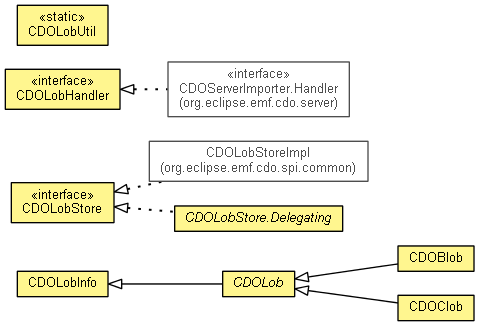 «static»
CDOLobUtil
«interface»
CDOLobHandler
«interface»
CDOServerImporter.Handler
(org.eclipse.emf.cdo.server)
CDOLobStoreImpl
(org.eclipse.emf.cdo.spi.common)
«interface»
CDOLobStore
CDOLobStore.Delegating
CDOLobInfo
CDOLob
CDOBlob
CDOClob